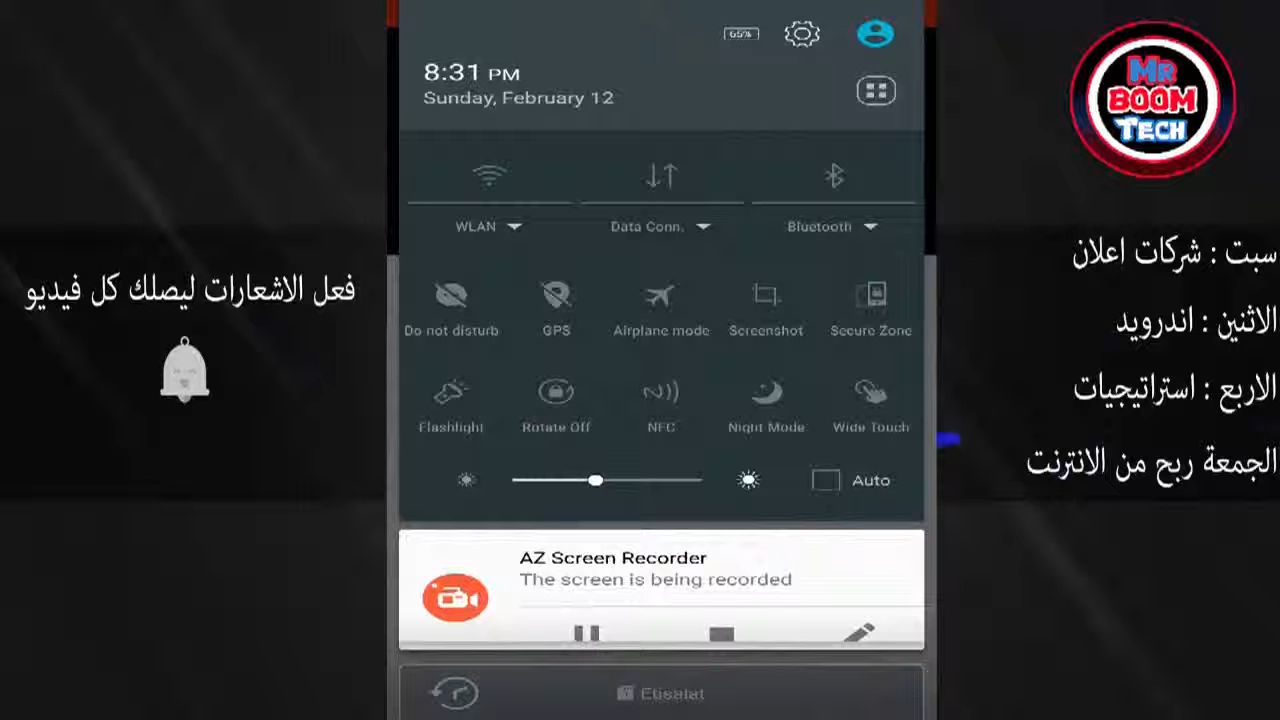 65%
8:31 PM
Sunday, February 12
WLAN
Data Conn.
Bluetooth
Do not disturb
GPS
Airplane mode
Screenshot
Secure Zone
Flashlight
Rotate Off
NFC
Night Mode
Wide Touch
Auto
AZ Screen Recorder
The screen is being recorded
Etisalat
فعل الاشعارات ليصلك كل فيديو
MR
BOOM
TECH
سبت : شركات اعلان
الاثنين : اندرويد
الاربع : استراتيجيات
الجمعة ربح من الانترنت